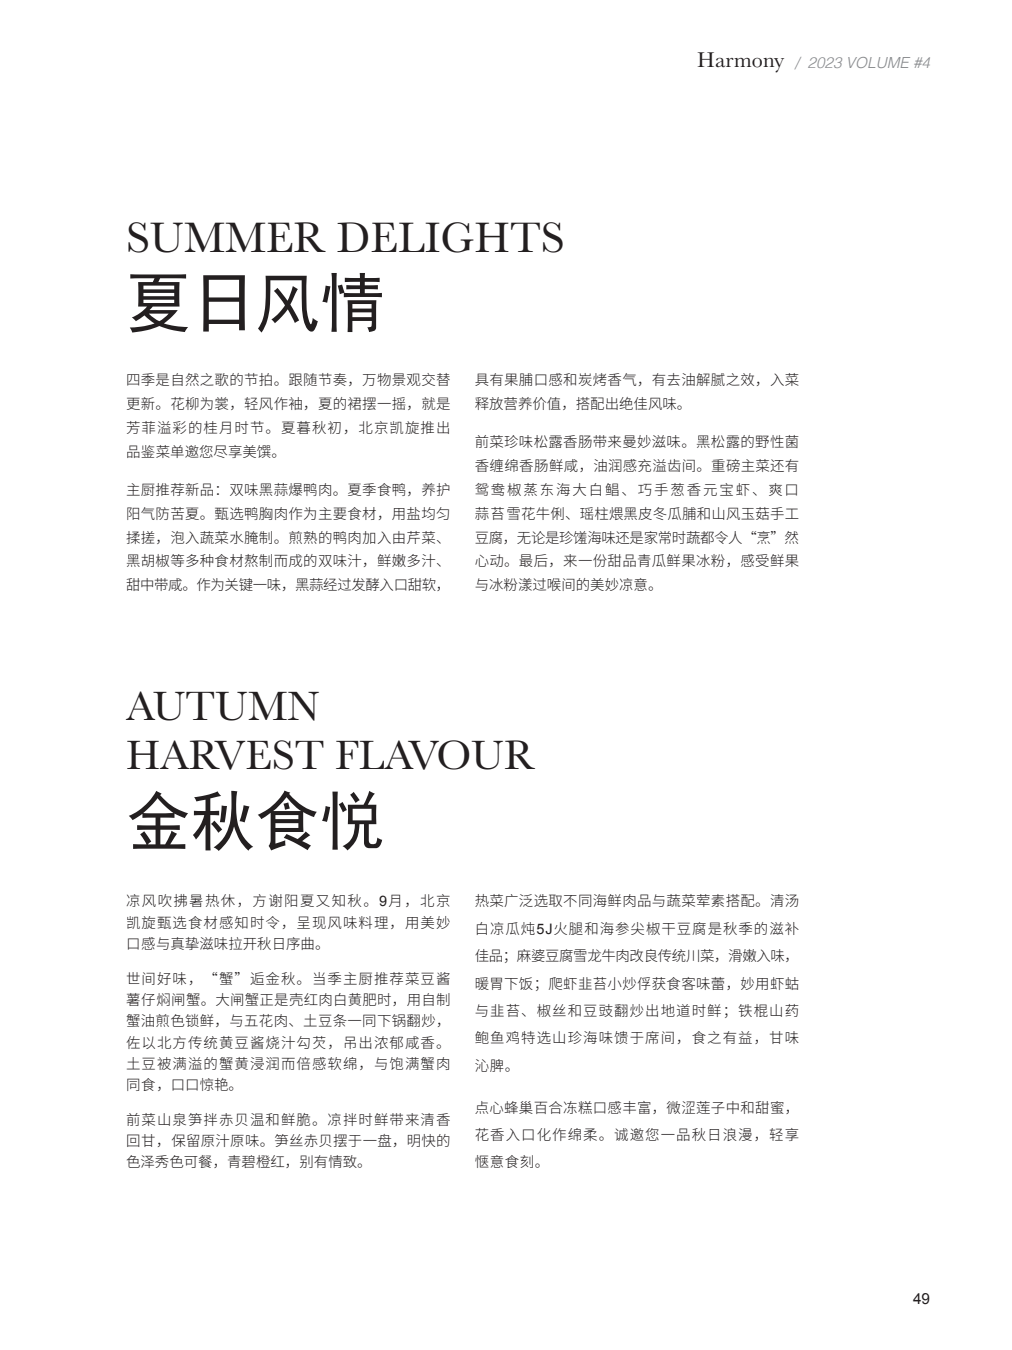 Harmony / 2023 VOLUME #4
SUMMER DELIGHTS
夏日风情
四季是自然之歌的节拍。跟随节奏，万物景观交替
更新。花柳为裳，轻风作袖，夏的裙摆一摇，就是
芳菲溢彩的桂月时节。夏暮秋初，北京凯旋推出
品鉴菜单邀您尽享美馔。
主厨推荐新品：双味黑蒜爆鸭肉。夏季食鸭，养护
阳气防苦夏。甄选鸭胸肉作为主要食材，用盐均匀
揉搓，泡入蔬菜水腌制。煎熟的鸭肉加入由芹菜、
黑胡椒等多种食材熬制而成的双味汁，鲜嫩多汁、
甜中带咸。作为关键一味，黑蒜经过发酵入口甜软，
具有果脯口感和炭烤香气，有去油解腻之效，入菜
释放营养价值，搭配出绝佳风味。
前菜珍味松露香肠带来曼妙滋味。黑松露的野性菌
香缠绵香肠鲜咸，油润感充溢齿间。重磅主菜还有
鸳鸯椒蒸东海大白鲳、巧手葱香元宝虾、爽口
蒜苔雪花牛俐、瑶柱煨黑皮冬瓜脯和山风玉菇手工
豆腐，无论是珍馐海味还是家常时蔬都令人“烹”然
心动。最后，来一份甜品青瓜鲜果冰粉，感受鲜果
与冰粉漾过喉间的美妙凉意。
AUTUMN
HARVEST FLAVOUR
金秋食悦
凉风吹拂暑热休，方谢阳夏又知秋。9月，北京
凯旋甄选食材感知时令，呈现风味料理，用美妙
口感与真挚滋味拉开秋日序曲。
世间好味，“蟹”逅金秋。当季主厨推荐菜豆酱
薯仔焖闸蟹。大闸蟹正是壳红肉白黄肥时，用自制
蟹油煎色锁鲜，与五花肉、土豆条一同下锅翻炒，
佐以北方传统黄豆酱烧汁勾芡，吊出浓郁咸香。
土豆被满溢的蟹黄浸润而倍感软绵，与饱满蟹肉
同食，口口惊艳。
前菜山泉笋拌赤贝温和鲜脆。凉拌时鲜带来清香
回甘，保留原汁原味。笋丝赤贝摆于一盘，明快的
色泽秀色可餐，青碧橙红，别有情致。
热菜广泛选取不同海鲜肉品与蔬菜荤素搭配。清汤
白凉瓜炖5J火腿和海参尖椒干豆腐是秋季的滋补
佳品；麻婆豆腐雪龙牛肉改良传统川菜，滑嫩入味，
暖胃下饭；爬虾韭苔小炒俘获食客味蕾，妙用虾蛄
与韭苔、椒丝和豆豉翻炒出地道时鲜；铁棍山药
鲍鱼鸡特选山珍海味馈于席间，食之有益，甘味
沁脾。
点心蜂巢百合冻糕口感丰富，微涩莲子中和甜蜜，
花香入口化作绵柔。诚邀您一品秋日浪漫，轻享
惬意食刻。
49